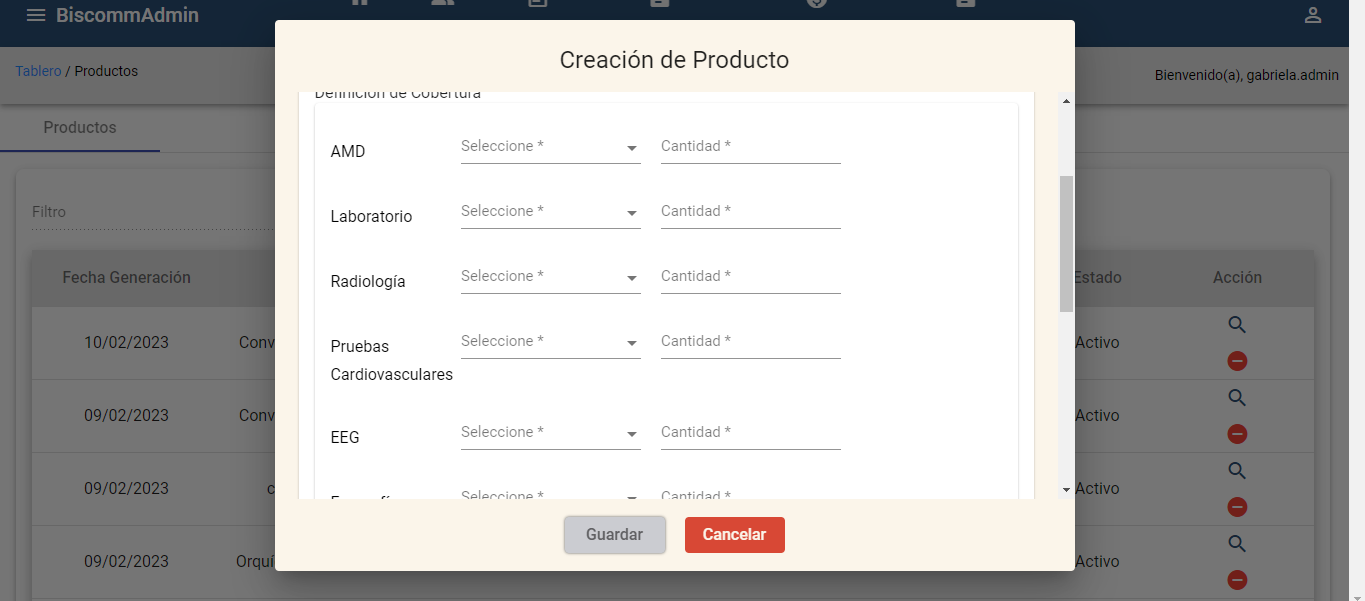 BiscommAdmin
Tablero / Productos
Bienvenido(a), gabriela.admin
Productos
Filtro
Fecha Generación
Estado
Acción
10/02/2023
Conv
Activo
09/02/2023
Conv
Activo
09/02/2023
c
Activo
09/02/2023
Orquí
Activo
Creación de Producto
Definición de Cobertura
AMD
Seleccione *
Cantidad *
Laboratorio
Seleccione *
Cantidad *
Radiología
Seleccione *
Cantidad *
Pruebas
Cardiovasculares
Seleccione *
Cantidad *
EEG
Seleccione *
Cantidad *
Seleccione *
Cantidad *
Guardar
Cancelar